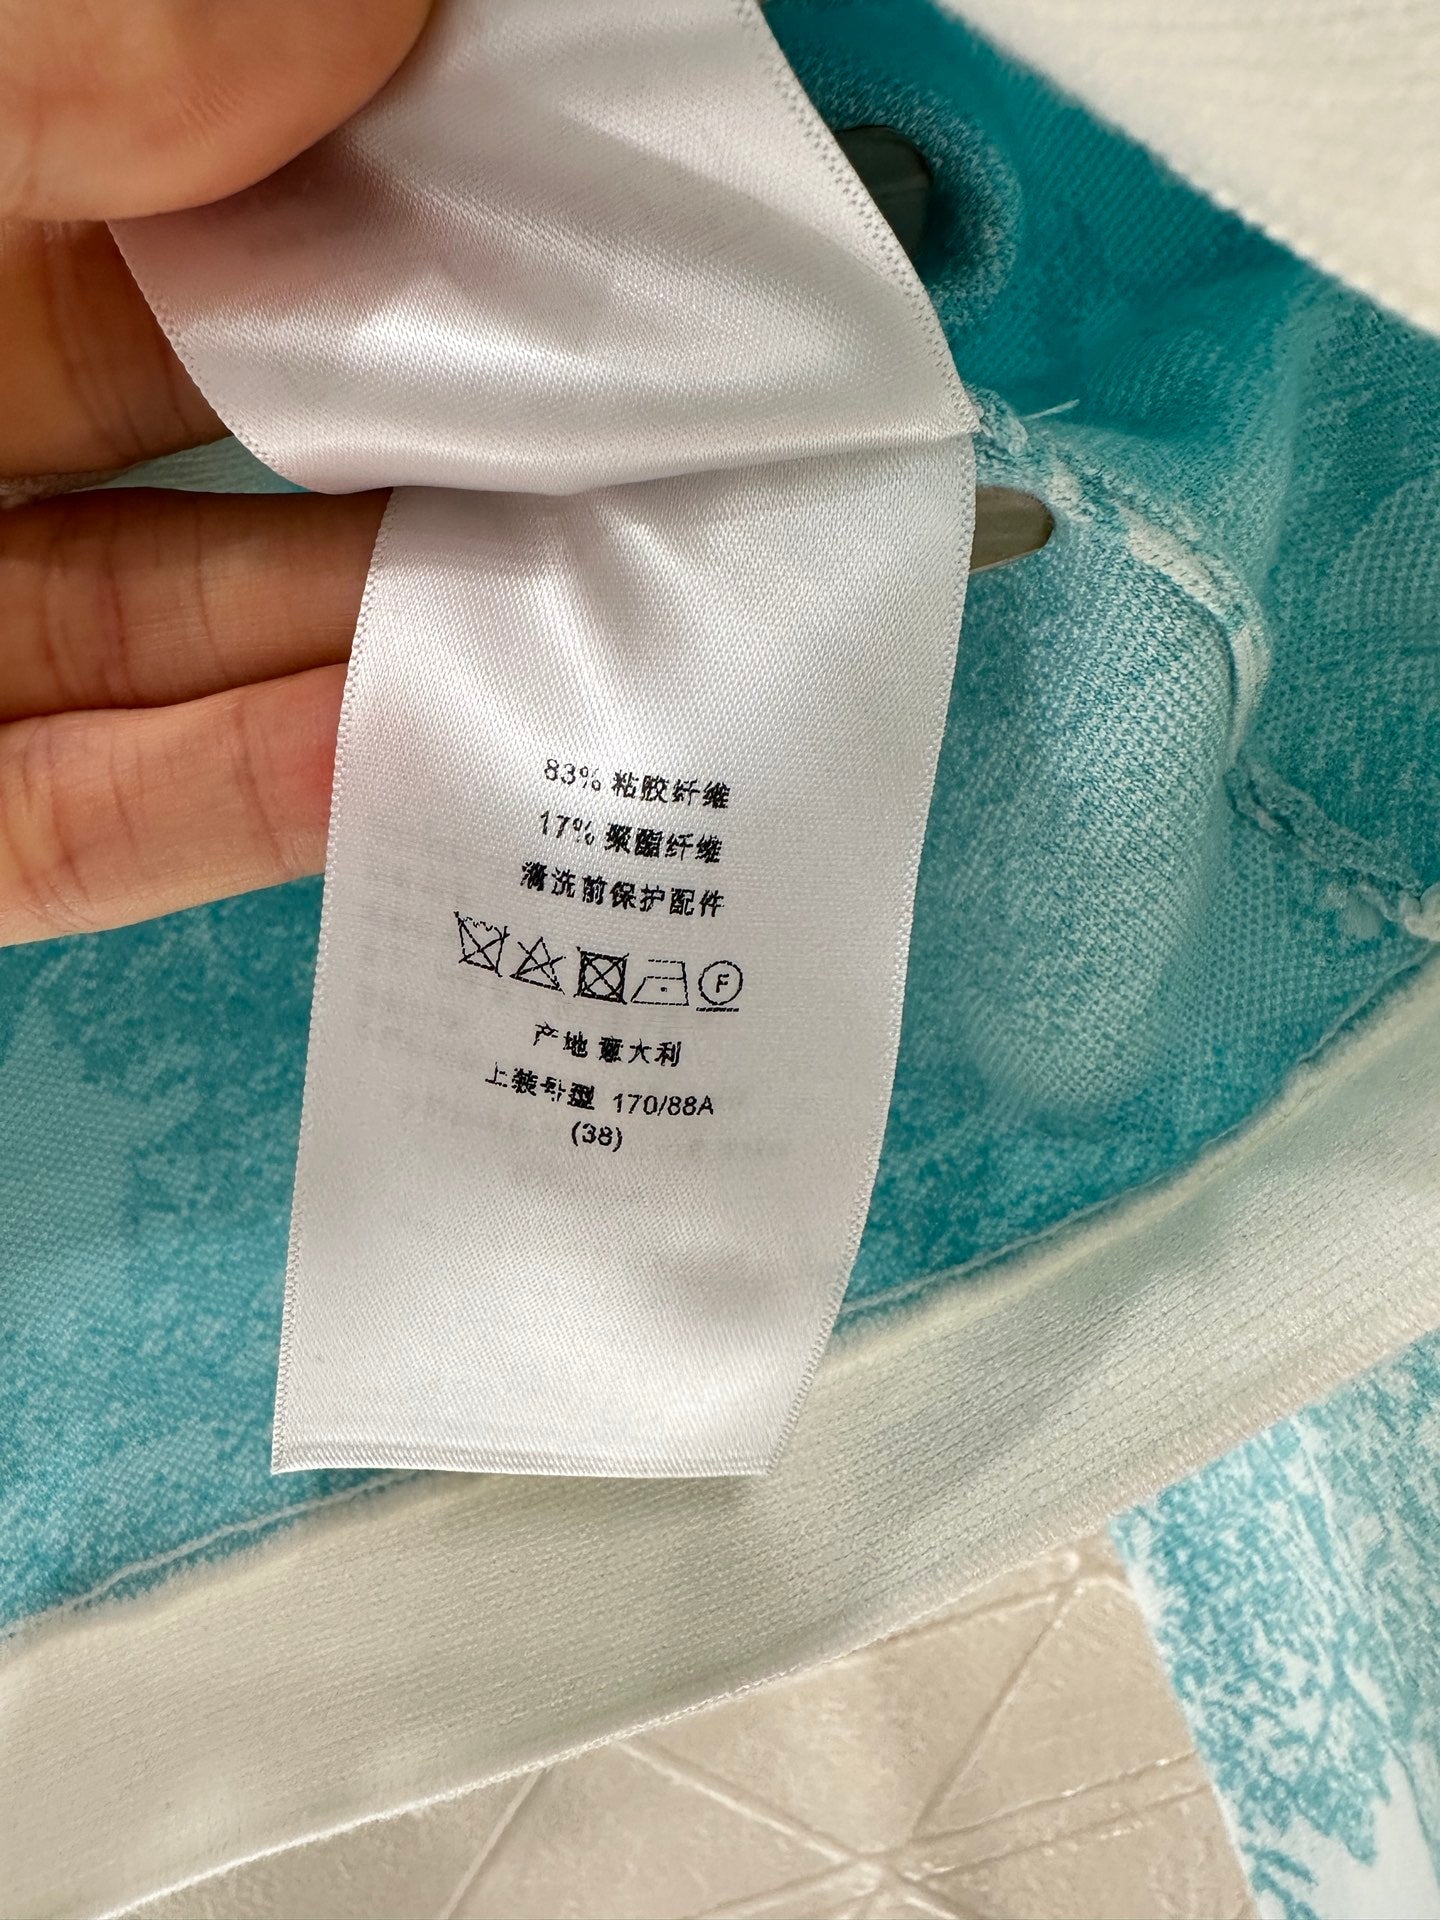 83% 粘胶纤维
17% 聚酯纤维
清洗前保护配件
F
产地 意大利
上装号型 170/88A
(38)